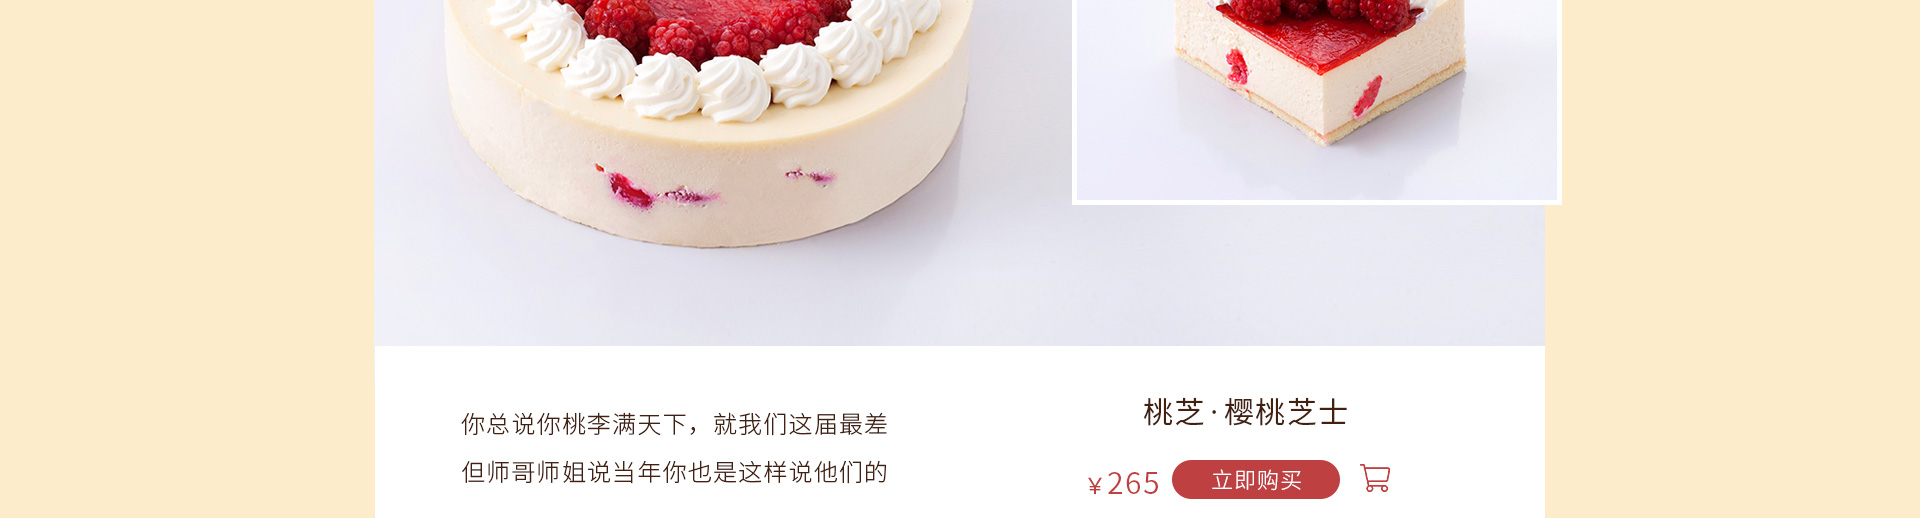 你总说你桃李满天下，就我们这届最差
但师哥师姐说当年你也是这样说他们的
桃芝·樱桃芝士
¥265 立即购买